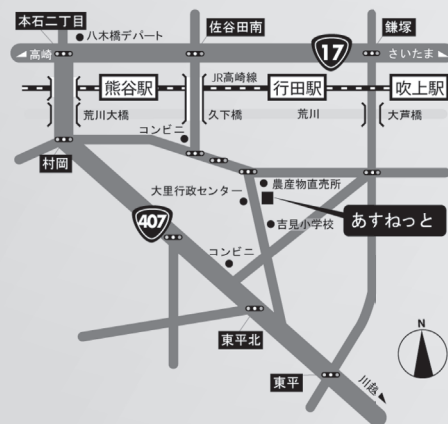 本石二丁目
八木橋デパート
佐谷田南
鎌塚
高崎
17
さいたま
熊谷駅
JR高崎線
行田駅
吹上駅
荒川大橋
久下橋
荒川
大芦橋
コンビニ
村岡
農産物直売所
大里行政センター
あすねっと
吉見小学校
407
コンビニ
東平北
東平
川越
N